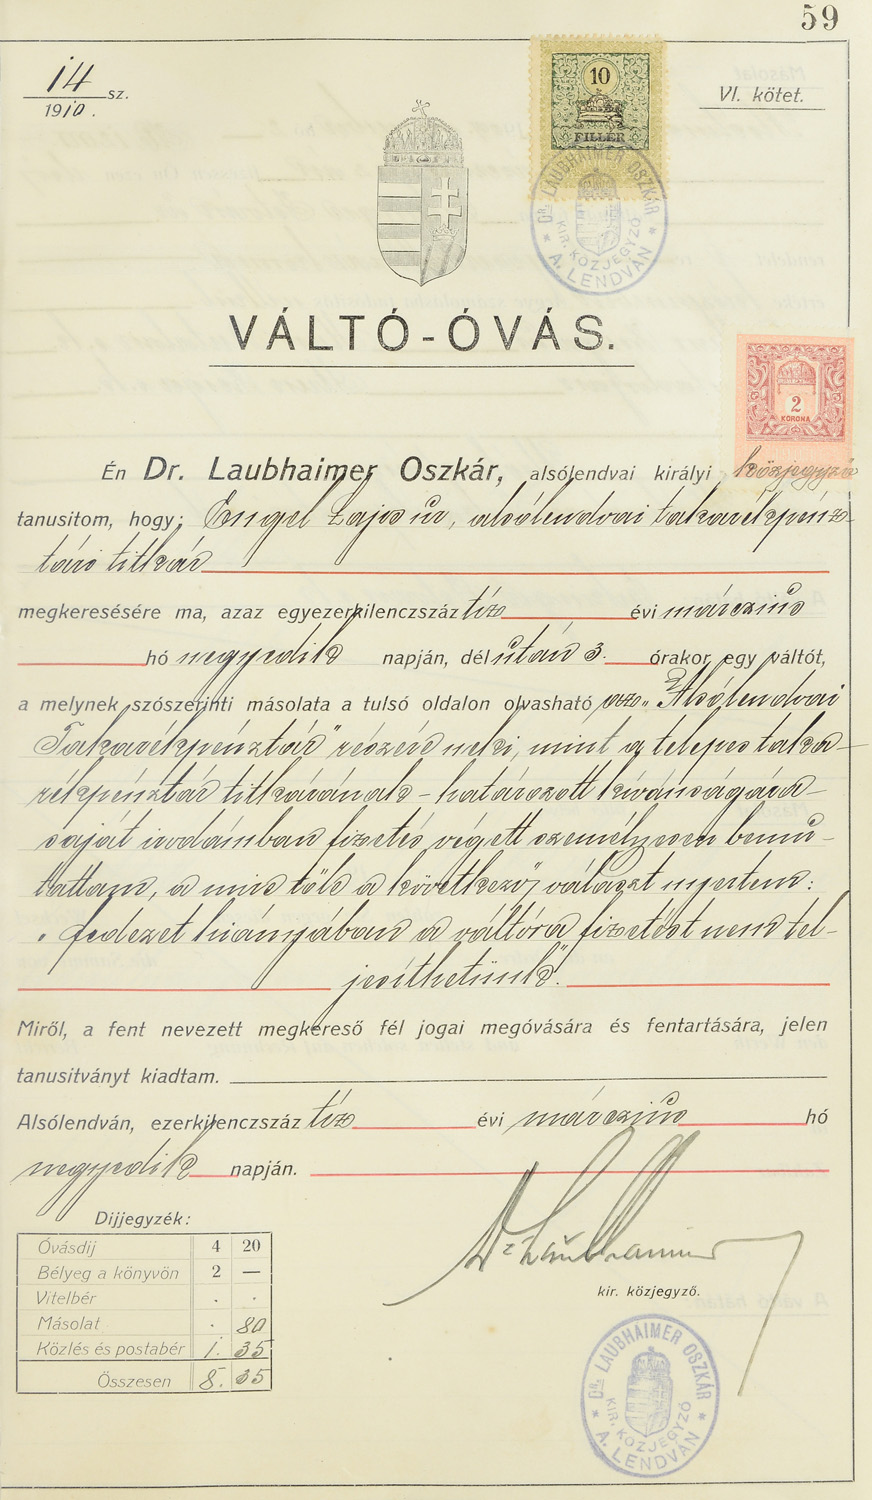 59
14 sz.
1910.
VI. kötet.
10
FILLÉR
DR. LAUBHAIMER OSZKÁR
KIR. KÖZJEGYZŐ
* A. LENDVÁN *
VÁLTÓ-ÓVÁS.
2
KORONA
Én Dr. Laubhaimer Oszkár, alsólendvai királyi közjegyző
tanusitom, hogy: Engel Lajos úr, alsólendvai takarékpénz-
tári titkár
megkeresésére ma, azaz egyezerkilenczszáz tíz évi márczius
hó negyedik napján, dél után 3. órakor egy váltót,
a melynek szószerinti másolata a tulsó oldalon olvasható az „Alsólendvai
Takarékpénztár" részére neki, mint a telepes taka-
rékpénztár titkárának – határozott kívánságára –
saját irodámban fizetés végett személyesen bemu-
tattam, a mire tőle a következő választ nyertem:
„fedezet hiányában a váltóra fizetést nem tel-
jesíthetünk".
Miről, a fent nevezett megkereső fél jogai megóvására és fentartására, jelen
tanusitványt kiadtam.
Alsólendván, ezerkilenczszáz tíz évi márczius hó
negyedik napján.
Dijjegyzék:
Óvásdij 4 20
Bélyeg a könyvön 2 —
Vitelbér . .
Másolat . 80
Közlés és postabér 1. 35
Összesen 8. 35
Dr Laubhaimer
kir. közjegyző.
DR. LAUBHAIMER OSZKÁR
KIR. KÖZJEGYZŐ
* A. LENDVÁN *